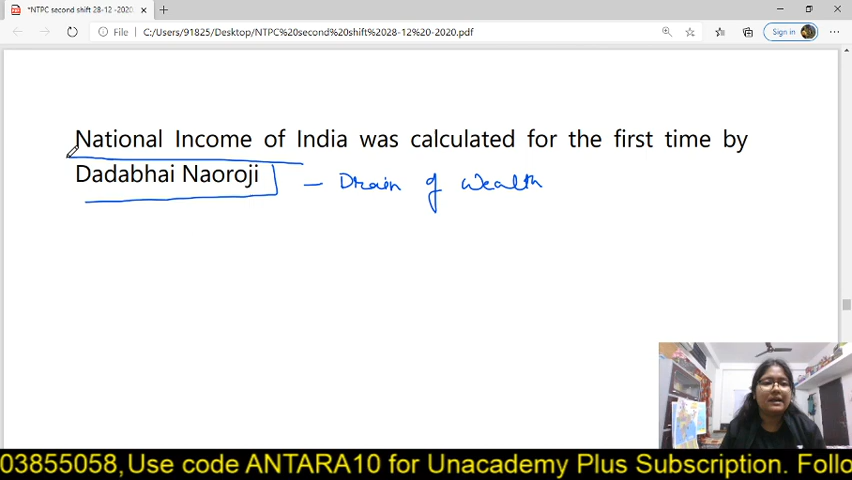 *NTPC second shift 28-12 -2020
File
C:/Users/91825/Desktop/NTPC%20second%20shift%2028-12%20-2020.pdf
Sign in
National Income of India was calculated for the first time by
Dadabhai Naoroji - Drain of Wealth
03855058, Use code ANTARA10 for Unacademy Plus Subscription. Follo